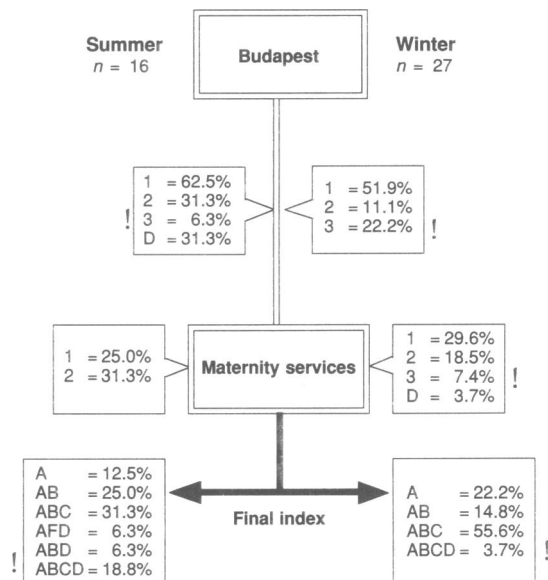 Summer
n = 16
Budapest
Winter
n = 27
1 = 62.5%
2 = 31.3%
3 = 6.3%
D = 31.3%
!
1 = 51.9%
2 = 11.1%
3 = 22.2%
!
1 = 25.0%
2 = 31.3%
Maternity services
1 = 29.6%
2 = 18.5%
3 = 7.4%
D = 3.7%
!
A = 12.5%
AB = 25.0%
ABC = 31.3%
AFD = 6.3%
ABD = 6.3%
ABCD = 18.8%
!
Final index
A = 22.2%
AB = 14.8%
ABC = 55.6%
ABCD = 3.7%
!